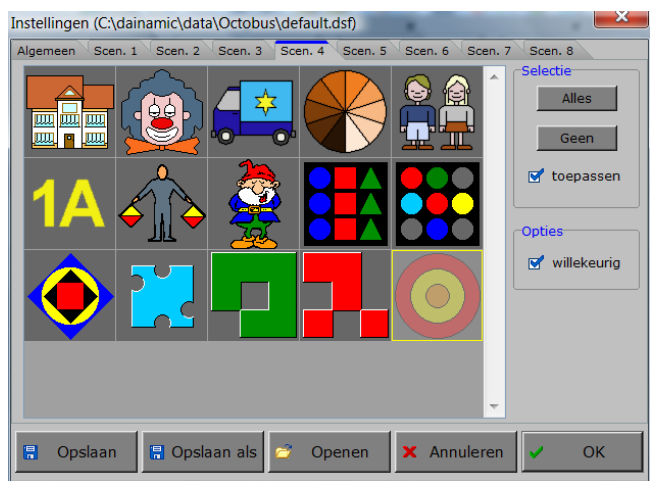 Instellingen (C:\dainamic\data\Octobus\default.dsf)
Algemeen Scen. 1 Scen. 2 Scen. 3 Scen. 4 Scen. 5 Scen. 6 Scen. 7 Scen. 8
Selectie
Alles
Geen
toepassen
1A
Opties
willekeurig
Opslaan Opslaan als Openen Annuleren OK